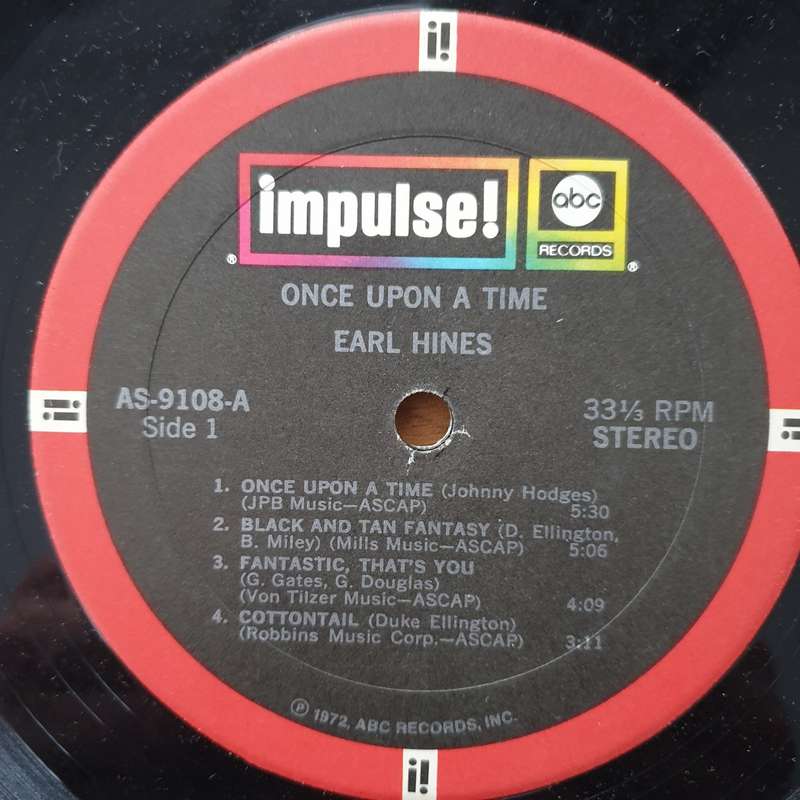 i!
impulse!
abc
RECORDS
®
®
ONCE UPON A TIME
EARL HINES
i!
AS-9108-A
33⅓ RPM
i!
Side 1
STEREO
1. ONCE UPON A TIME (Johnny Hodges)
(JPB Music—ASCAP) 5:30
2. BLACK AND TAN FANTASY (D. Ellington,
B. Miley) (Mills Music—ASCAP) 5:06
3. FANTASTIC, THAT'S YOU
(G. Gates, G. Douglas)
(Von Tilzer Music—ASCAP) 4:09
4. COTTONTAIL (Duke Ellington)
(Robbins Music Corp.—ASCAP) 3:11
℗ 1972, ABC RECORDS, INC.
i!